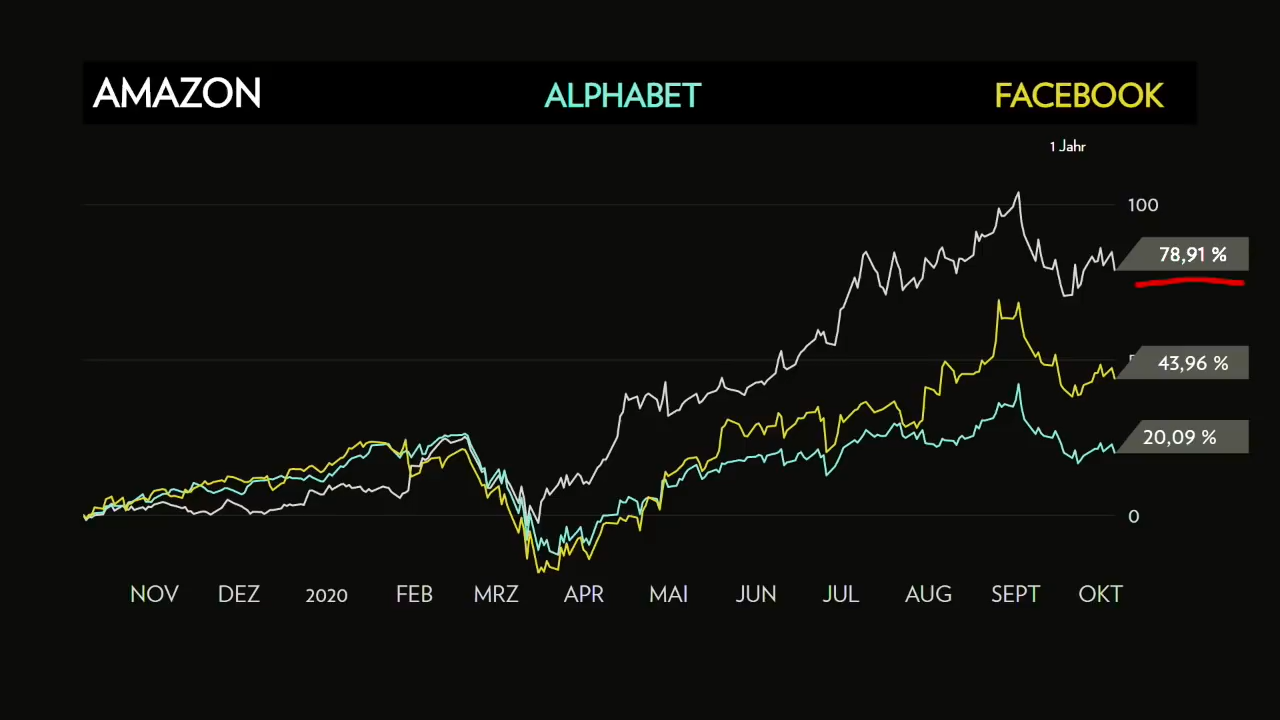 AMAZON ALPHABET FACEBOOK
1 Jahr
100
78,91 %
43,96 %
20,09 %
0
NOV DEZ 2020 FEB MRZ APR MAI JUN JUL AUG SEPT OKT